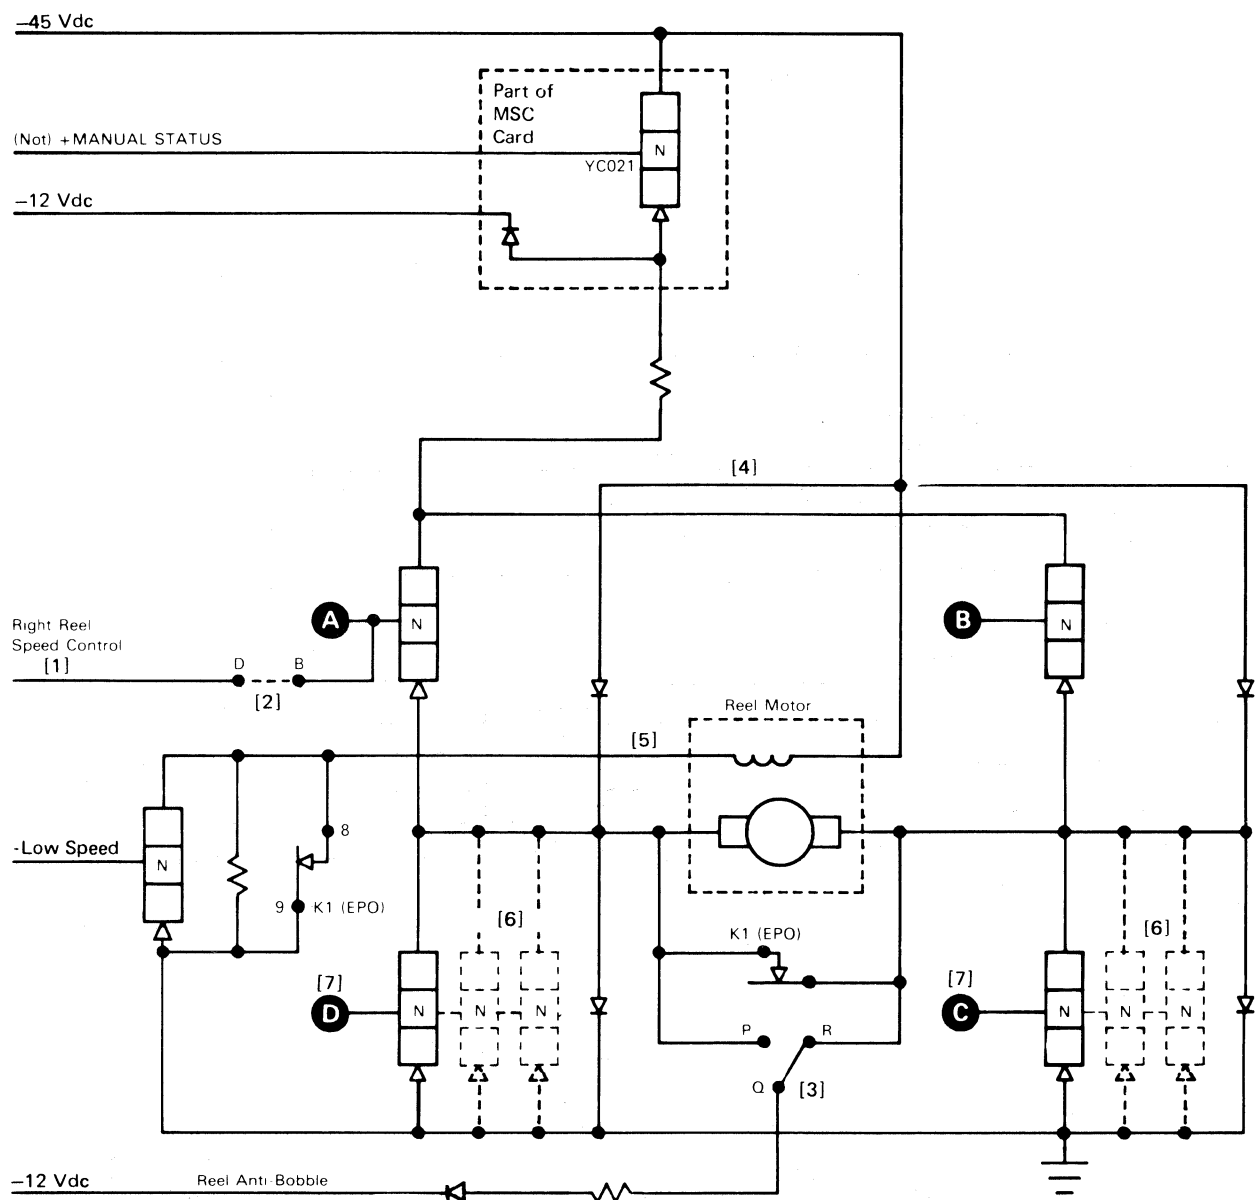 –45 Vdc
Part of
MSC
Card
(Not) +MANUAL STATUS
N
YC021
–12 Vdc
[4]
A
N
B
N
Right Reel
Speed Control
[1]
D
B
[2]
Reel Motor
[5]
8
-Low Speed
N
9
K1 (EPO)
[6]
K1 (EPO)
[6]
[7]
D
N
N
N
[7]
C
N
N
N
P
R
Q
[3]
–12 Vdc
Reel Anti-Bobble